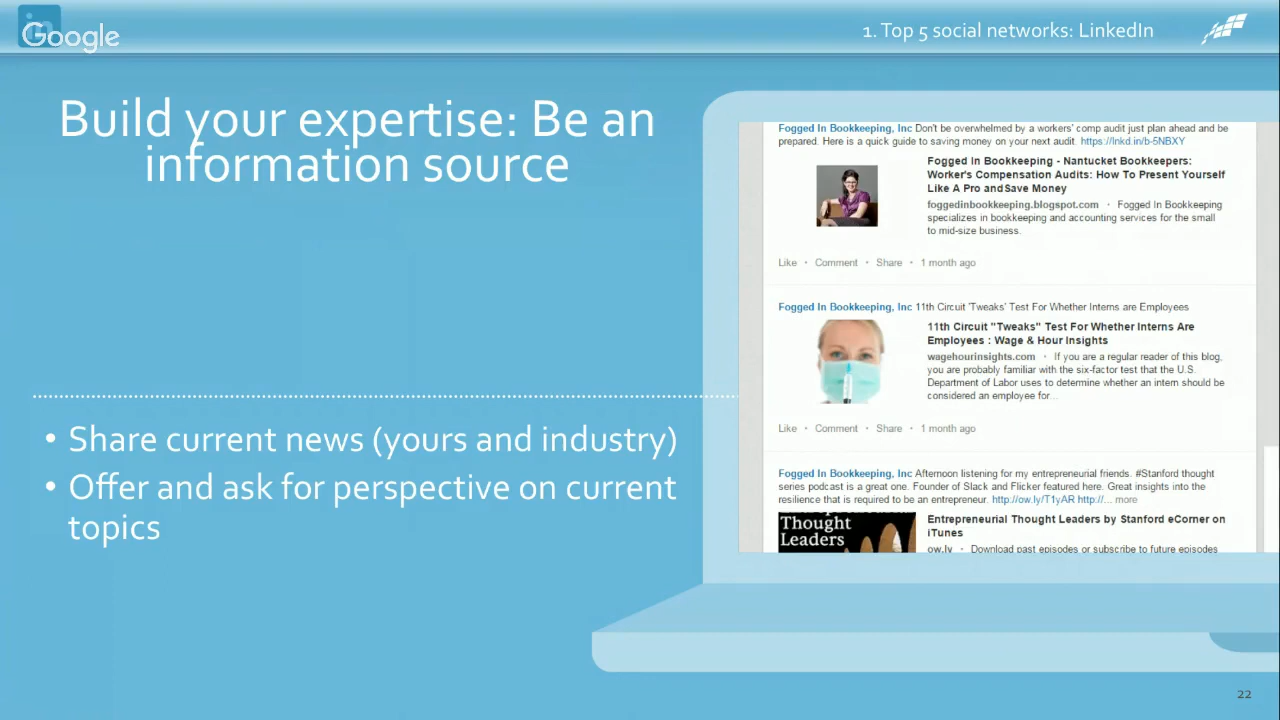 in
Google
1. Top 5 social networks: LinkedIn
Build your expertise: Be an
information source
• Share current news (yours and industry)
• Offer and ask for perspective on current
topics
Fogged In Bookkeeping, Inc Don't be overwhelmed by a workers' comp audit just plan ahead and be
prepared. Here is a quick guide to saving money on your next audit. https://lnkd.in/b-5NBXY
Fogged In Bookkeeping - Nantucket Bookkeepers:
Worker's Compensation Audits: How To Present Yourself
Like A Pro andSave Money
foggedinbookkeeping.blogspot.com • Fogged In Bookkeeping
specializes in bookkeeping and accounting services for the small
to mid-size business.
Like • Comment • Share • 1 month ago
Fogged In Bookkeeping, Inc 11th Circuit 'Tweaks' Test For Whether Interns are Employees
11th Circuit "Tweaks" Test For Whether Interns Are
Employees : Wage & Hour Insights
wagehourinsights.com • If you are a regular reader of this blog,
you are probably familiar with the six-factor test that the U.S.
Department of Labor uses to determine whether an intern should be
considered an employee for...
Like • Comment • Share • 1 month ago
Fogged In Bookkeeping, Inc Afternoon listening for my entrepreneurial friends. #Stanford thought
series podcast is a great one. Founder of Slack and Flicker featured here. Great insights into the
resilience that is required to be an entrepreneur. http://ow.ly/T1yAR http://... more
Thought
Leaders
Entrepreneurial Thought Leaders by Stanford eCorner on
iTunes
ow.ly • Download past episodes or subscribe to future episodes
22